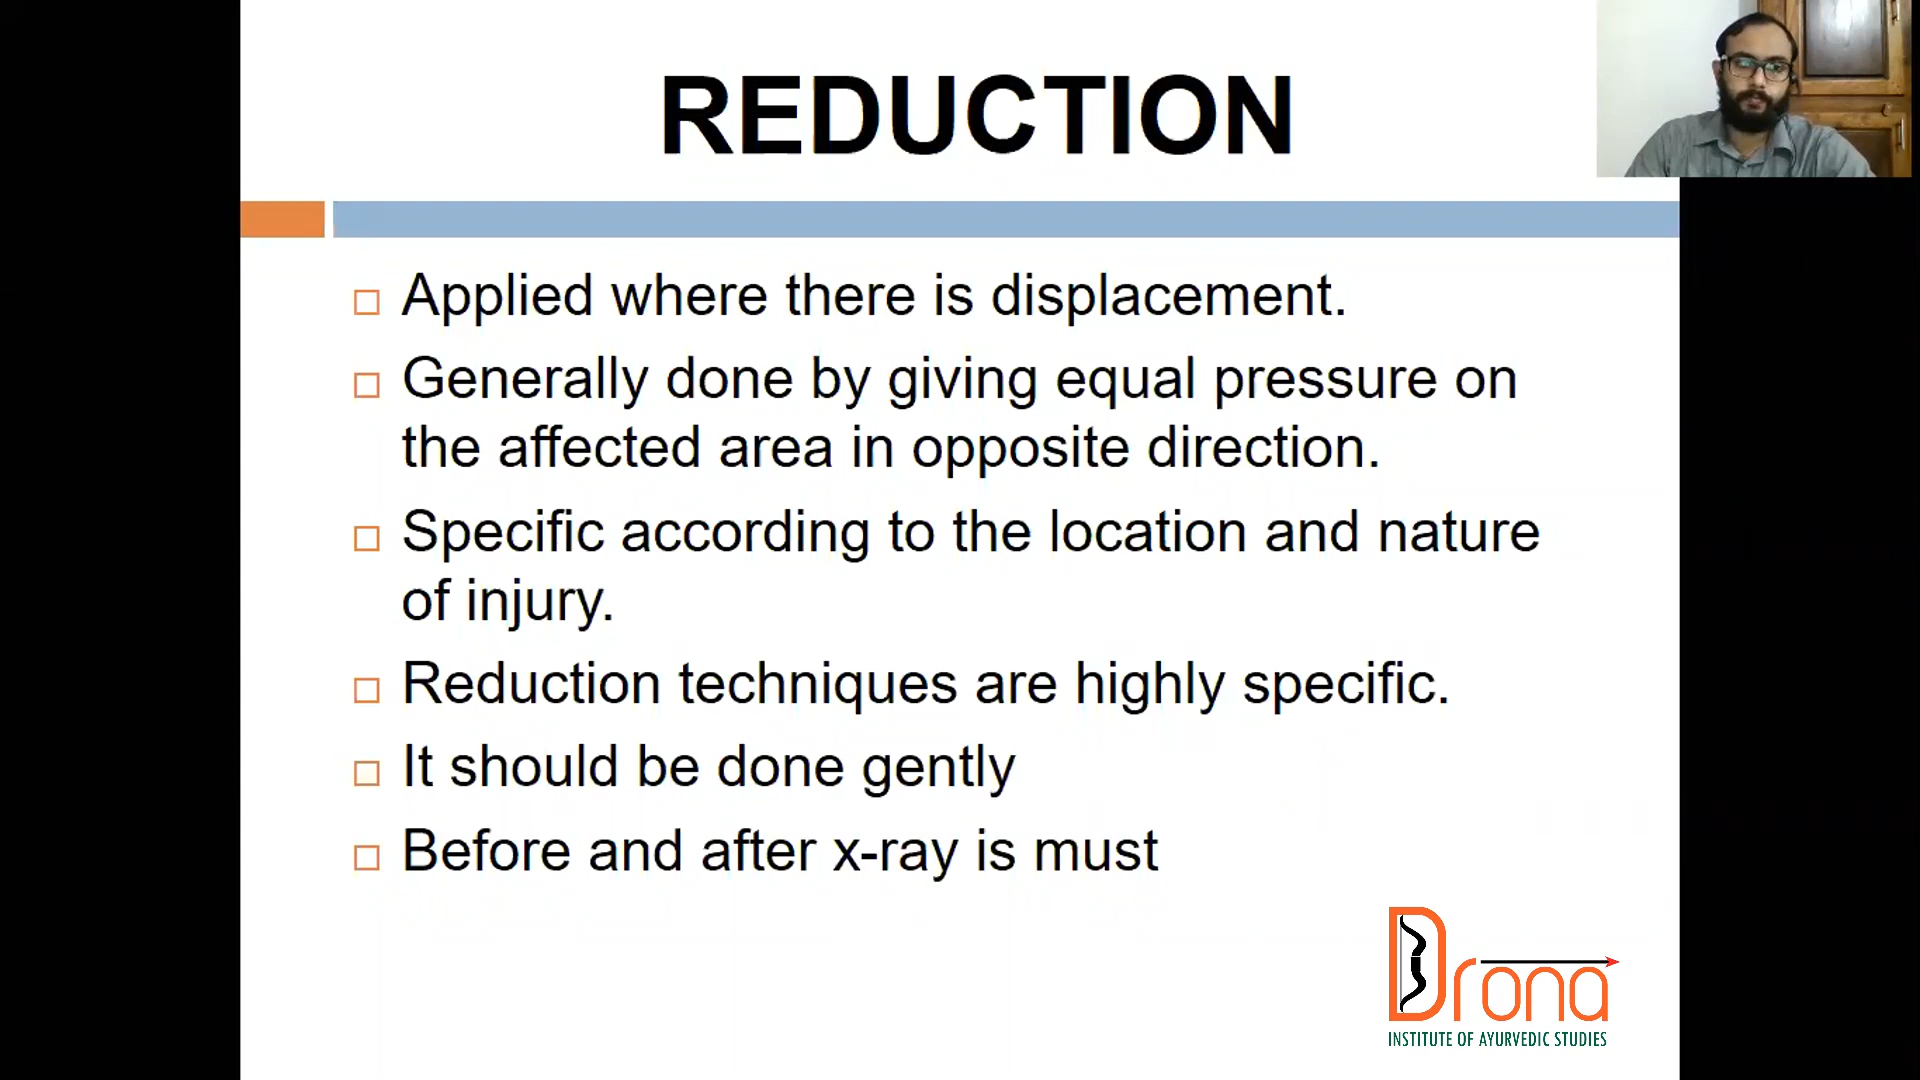 REDUCTION
Applied where there is displacement.
Generally done by giving equal pressure on
the affected area in opposite direction.
Specific according to the location and nature
of injury.
Reduction techniques are highly specific.
It should be done gently
Before and after x-ray is must
Drona
INSTITUTE OF AYURVEDIC STUDIES